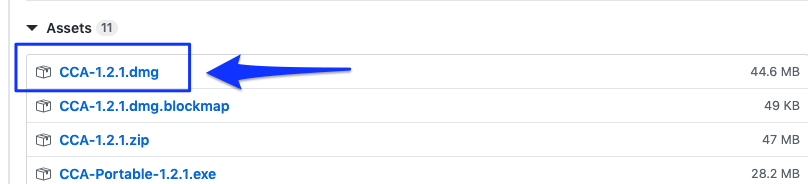 Assets 11
CCA-1.2.1.dmg 44.6 MB
CCA-1.2.1.dmg.blockmap 49 KB
CCA-1.2.1.zip 47 MB
CCA-Portable-1.2.1.exe 28.2 MB